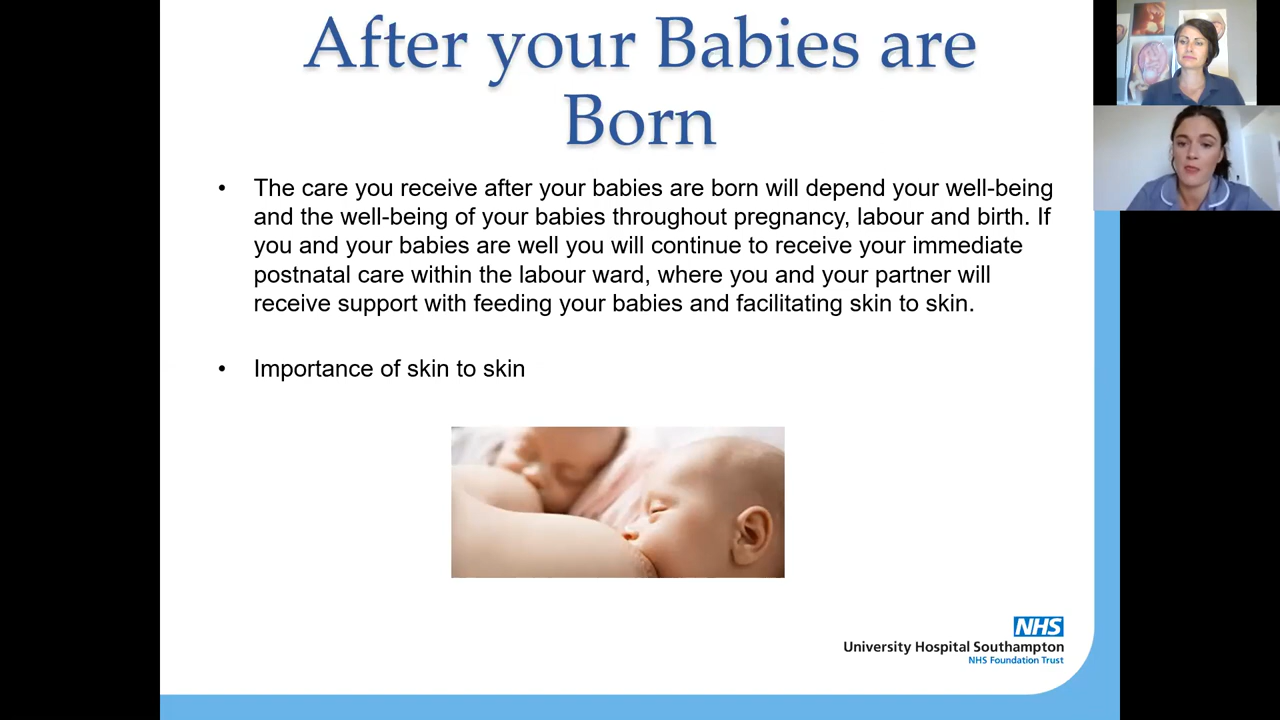 After your Babies are
Born
• The care you receive after your babies are born will depend your well-being
and the well-being of your babies throughout pregnancy, labour and birth. If
you and your babies are well you will continue to receive your immediate
postnatal care within the labour ward, where you and your partner will
receive support with feeding your babies and facilitating skin to skin.
• Importance of skin to skin
NHS
University Hospital Southampton
NHS Foundation Trust